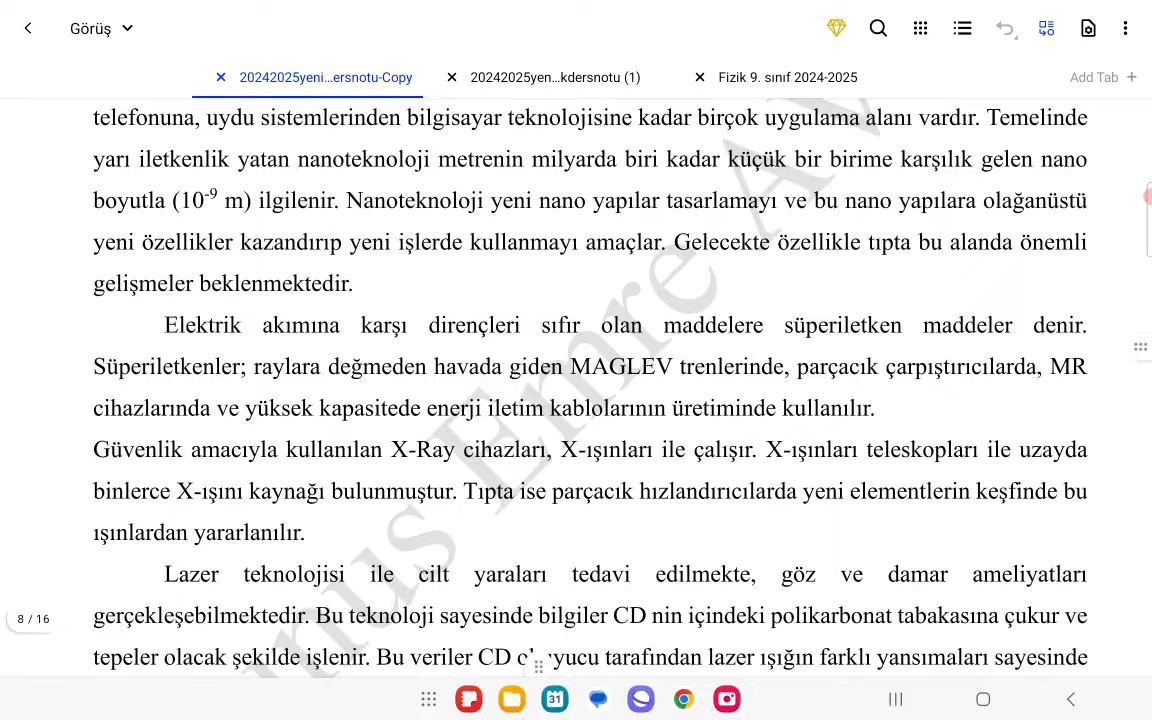 Görüş
20242025yeni...ersnotu-Copy
20242025yen...kdersnotu (1)
Fizik 9. sınıf 2024-2025
Add Tab +
telefonuna, uydu sistemlerinden bilgisayar teknolojisine kadar birçok uygulama alanı vardır. Temelinde
yarı iletkenlik yatan nanoteknoloji metrenin milyarda biri kadar küçük bir birime karşılık gelen nano
boyutla (10⁻⁹ m) ilgilenir. Nanoteknoloji yeni nano yapılar tasarlamayı ve bu nano yapılara olağanüstü
yeni özellikler kazandırıp yeni işlerde kullanmayı amaçlar. Gelecekte özellikle tıpta bu alanda önemli
gelişmeler beklenmektedir.
Elektrik akımına karşı dirençleri sıfır olan maddelere süperiletken maddeler denir.
Süperiletkenler; raylara değmeden havada giden MAGLEV trenlerinde, parçacık çarpıştırıcılarda, MR
cihazlarında ve yüksek kapasitede enerji iletim kablolarının üretiminde kullanılır.
Güvenlik amacıyla kullanılan X-Ray cihazları, X-ışınları ile çalışır. X-ışınları teleskopları ile uzayda
binlerce X-ışını kaynağı bulunmuştur. Tıpta ise parçacık hızlandırıcılarda yeni elementlerin keşfinde bu
ışınlardan yararlanılır.
Lazer teknolojisi ile cilt yaraları tedavi edilmekte, göz ve damar ameliyatları
gerçekleşebilmektedir. Bu teknoloji sayesinde bilgiler CD nin içindeki polikarbonat tabakasına çukur ve
tepeler olacak şekilde işlenir. Bu veriler CD tarafından lazer ışığın farklı yansımaları sayesinde
8 / 16
Emre
31